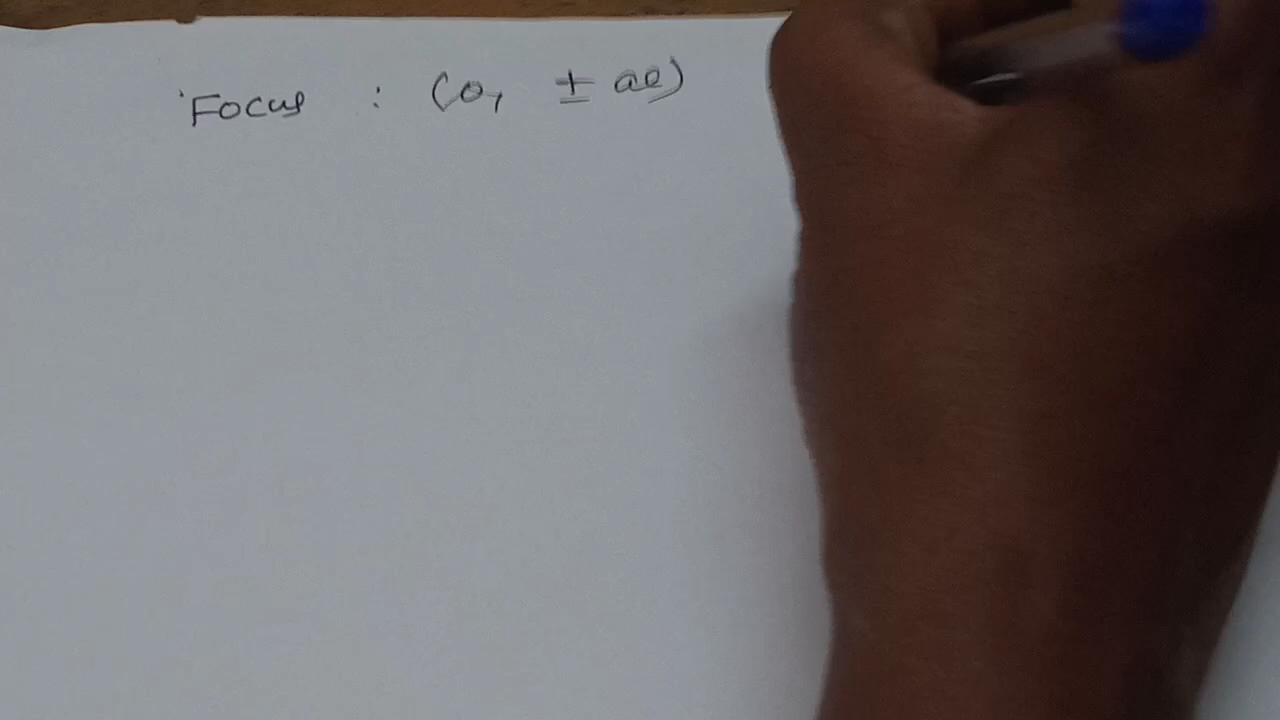 Focus : (0, ± ae)